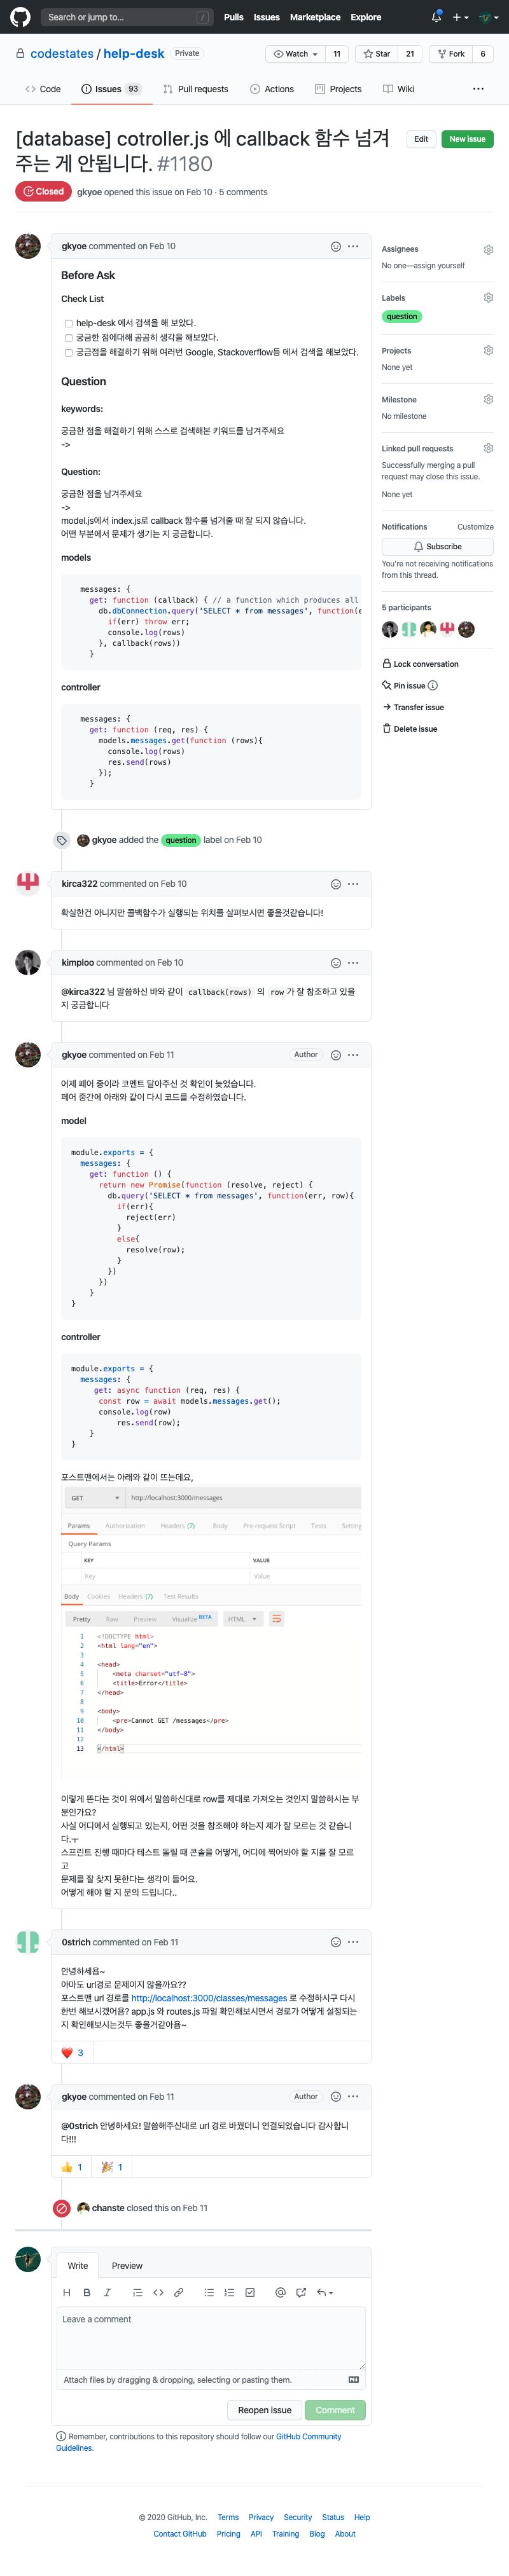 Search or jump to... /
Pulls Issues Marketplace Explore
codestates / help-desk Private
Watch 11 Star 21 Fork 6
Code Issues 93 Pull requests Actions Projects Wiki
[database] cotroller.js 에 callback 함수 넘겨
주는 게 안됩니다. #1180
Edit New issue
Closed gkyoe opened this issue on Feb 10 · 5 comments
gkyoe commented on Feb 10
Before Ask
Check List
help-desk 에서 검색을 해 보았다.
궁금한 점에대해 곰곰히 생각을 해보았다.
궁금점을 해결하기 위해 여러번 Google, Stackoverflow등 에서 검색을 해보았다.
Question
keywords:
궁금한 점을 해결하기 위해 스스로 검색해본 키워드를 남겨주세요
->
Question:
궁금한 점을 남겨주세요
->
model.js에서 index.js로 callback 함수를 넘겨줄 때 잘 되지 않습니다.
어떤 부분에서 문제가 생기는 지 궁금합니다.
models
messages: {
get: function (callback) { // a function which produces all
db.dbConnection.query('SELECT * from messages', function(e
if(err) throw err;
console.log(rows)
}, callback(rows))
}
controller
messages: {
get: function (req, res) {
models.messages.get(function (rows){
console.log(rows)
res.send(rows)
});
}
Assignees
No one—assign yourself
Labels
question
Projects
None yet
Milestone
No milestone
Linked pull requests
Successfully merging a pull
request may close this issue.
None yet
Notifications Customize
Subscribe
You're not receiving notifications
from this thread.
5 participants
Lock conversation
Pin issue
Transfer issue
Delete issue
gkyoe added the question label on Feb 10
kirca322 commented on Feb 10
확실한건 아니지만 콜백함수가 실행되는 위치를 살펴보시면 좋을것같습니다!
kimploo commented on Feb 10
@kirca322 님 말씀하신 바와 같이 callback(rows) 의 row 가 잘 참조하고 있을
지 궁금합니다
gkyoe commented on Feb 11 Author
어제 페어 중이라 코멘트 달아주신 것 확인이 늦었습니다.
페어 중간에 아래와 같이 다시 코드를 수정하였습니다.
model
module.exports = {
messages: {
get: function () {
return new Promise(function (resolve, reject) {
db.query('SELECT * from messages', function(err, row){
if(err){
reject(err)
}
else{
resolve(row);
}
})
})
}
}
controller
module.exports = {
messages: {
get: async function (req, res) {
const row = await models.messages.get();
console.log(row)
res.send(row);
}
}
포스트맨에서는 아래와 같이 뜨는데요,
GET http://localhost:3000/messages
Params Authorization Headers (7) Body Pre-request Script Tests Setting
Query Params
KEY VALUE
Key Value
Body Cookies Headers (7) Test Results
Pretty Raw Preview Visualize BETA HTML
1 <!DOCTYPE html>
2 <html lang="en">
3
4 <head>
5 <meta charset="utf-8">
6 <title>Error</title>
7 </head>
8
9 <body>
10 <pre>Cannot GET /messages</pre>
11 </body>
12
13 </html>
이렇게 뜬다는 것이 위에서 말씀하신대로 row를 제대로 가져오는 것인지 말씀하시는 부
분인가요?
사실 어디에서 실행되고 있는지, 어떤 것을 참조해야 하는지 제가 잘 모르는 것 같습니
다.ㅜ
스프린트 진행 때마다 테스트 돌릴 때 콘솔을 어떻게, 어디에 찍어봐야 할 지를 잘 모르
고
문제를 잘 찾지 못한다는 생각이 들어요.
어떻게 해야 할 지 문의 드립니다..
0strich commented on Feb 11
안녕하세욤~
아마도 url경로 문제이지 않을까요??
포스트맨 url 경로를 http://localhost:3000/classes/messages 로 수정하시구 다시
한번 해보시겠어욤? app.js 와 routes.js 파일 확인해보시면서 경로가 어떻게 설정되는
지 확인해보시는것두 좋을거같아욤~
❤️ 3
gkyoe commented on Feb 11 Author
@0strich 안녕하세요! 말씀해주신대로 url 경로 바꿨더니 연결되었습니다 감사합니
다!!!
👍 1 🎉 1
chanste closed this on Feb 11
Write Preview
Leave a comment
Attach files by dragging & dropping, selecting or pasting them.
Reopen issue Comment
Remember, contributions to this repository should follow our GitHub Community
Guidelines.
© 2020 GitHub, Inc. Terms Privacy Security Status Help
Contact GitHub Pricing API Training Blog About